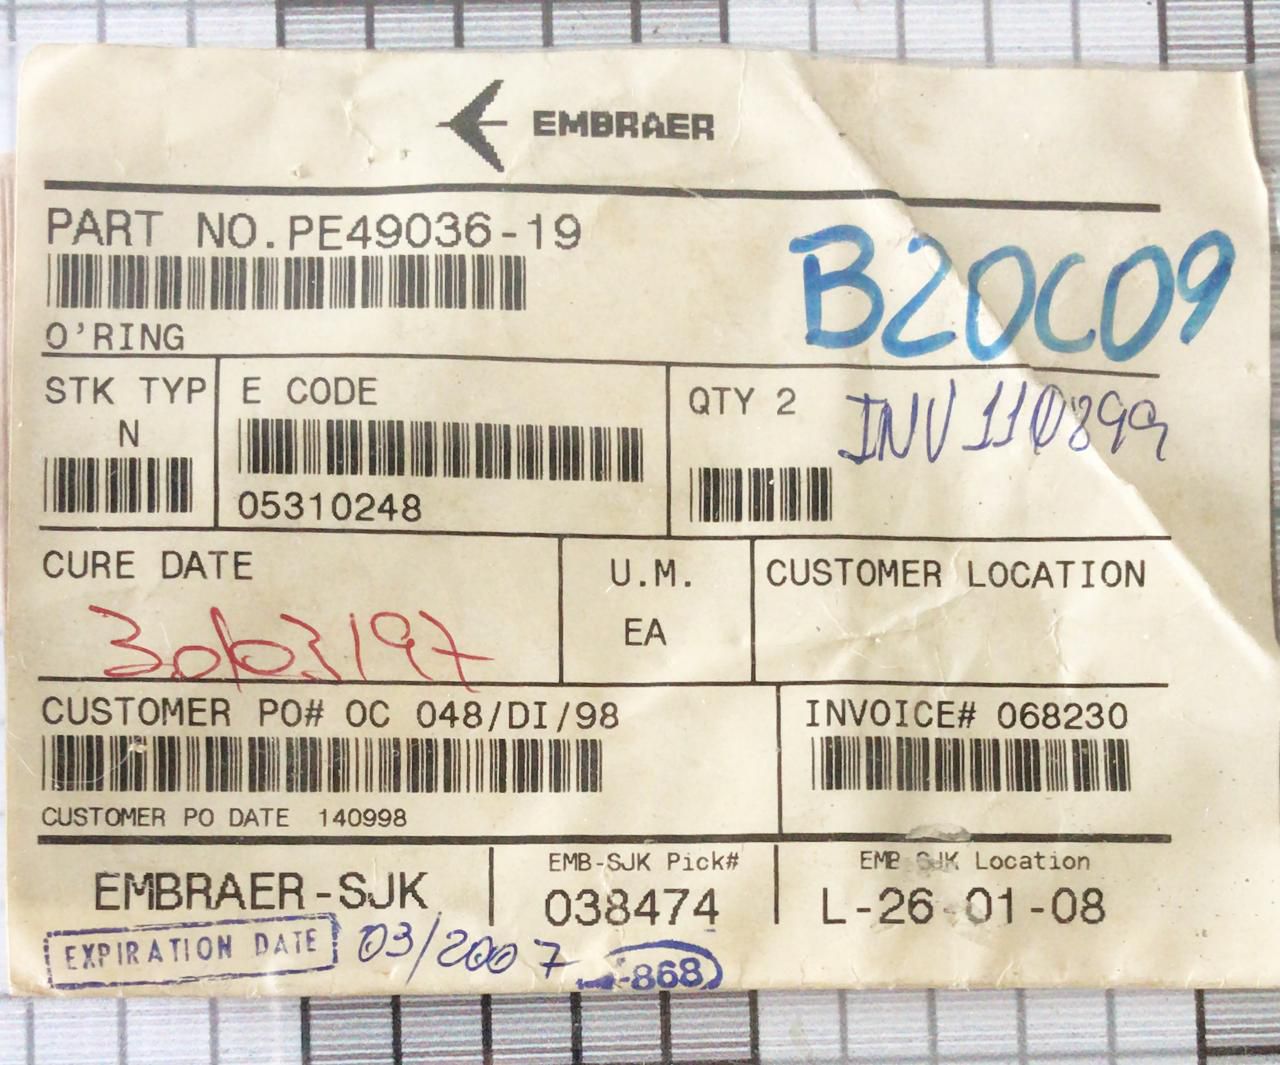 EMBRAER
PART NO. PE49036-19
B20C09
O'RING
STK TYP
N
E CODE
05310248
QTY 2
INV 110899
CURE DATE
30/03/97
U.M.
EA
CUSTOMER LOCATION
CUSTOMER PO# OC 048/DI/98
CUSTOMER PO DATE 140998
INVOICE# 068230
EMBRAER-SJK
EMB-SJK Pick#
038474
EMB SJK Location
L-26-01-08
EXPIRATION DATE 03/2007
-868